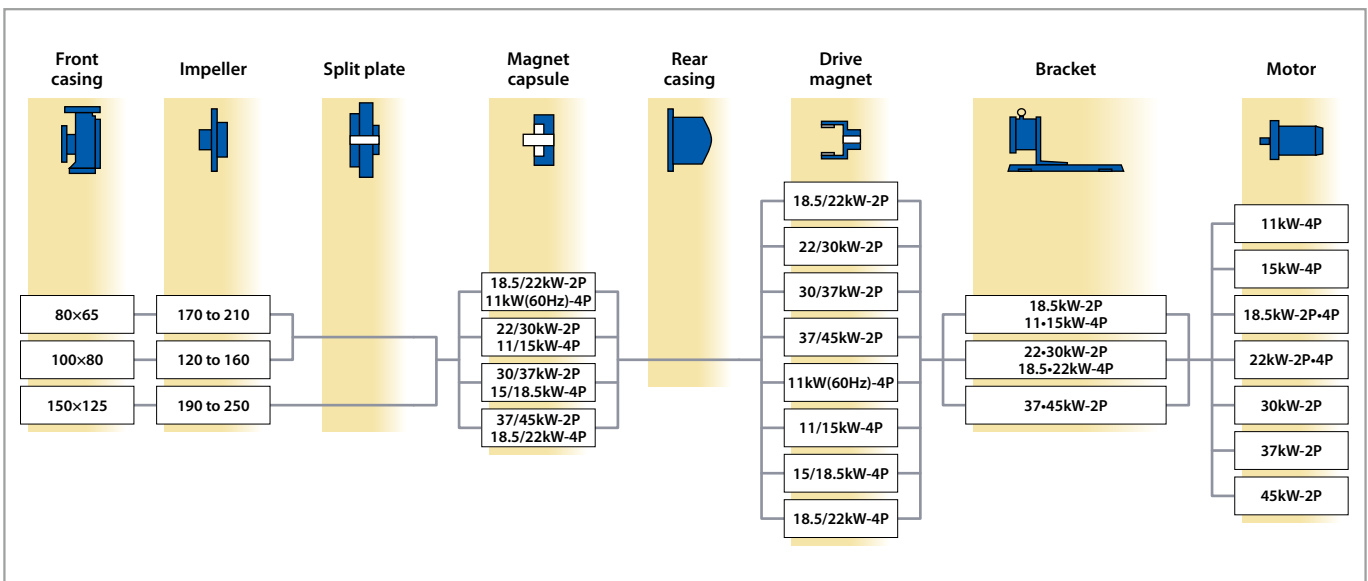 Front
casing
Impeller
Split plate
Magnet
capsule
Rear
casing
Drive
magnet
Bracket
Motor
80×65
100×80
150×125
170 to 210
120 to 160
190 to 250
18.5/22kW-2P
11kW(60Hz)-4P
22/30kW-2P
11/15kW-4P
30/37kW-2P
15/18.5kW-4P
37/45kW-2P
18.5/22kW-4P
18.5/22kW-2P
22/30kW-2P
30/37kW-2P
37/45kW-2P
11kW(60Hz)-4P
11/15kW-4P
15/18.5kW-4P
18.5/22kW-4P
18.5kW-2P
11•15kW-4P
22•30kW-2P
18.5•22kW-4P
37•45kW-2P
11kW-4P
15kW-4P
18.5kW-2P•4P
22kW-2P•4P
30kW-2P
37kW-2P
45kW-2P